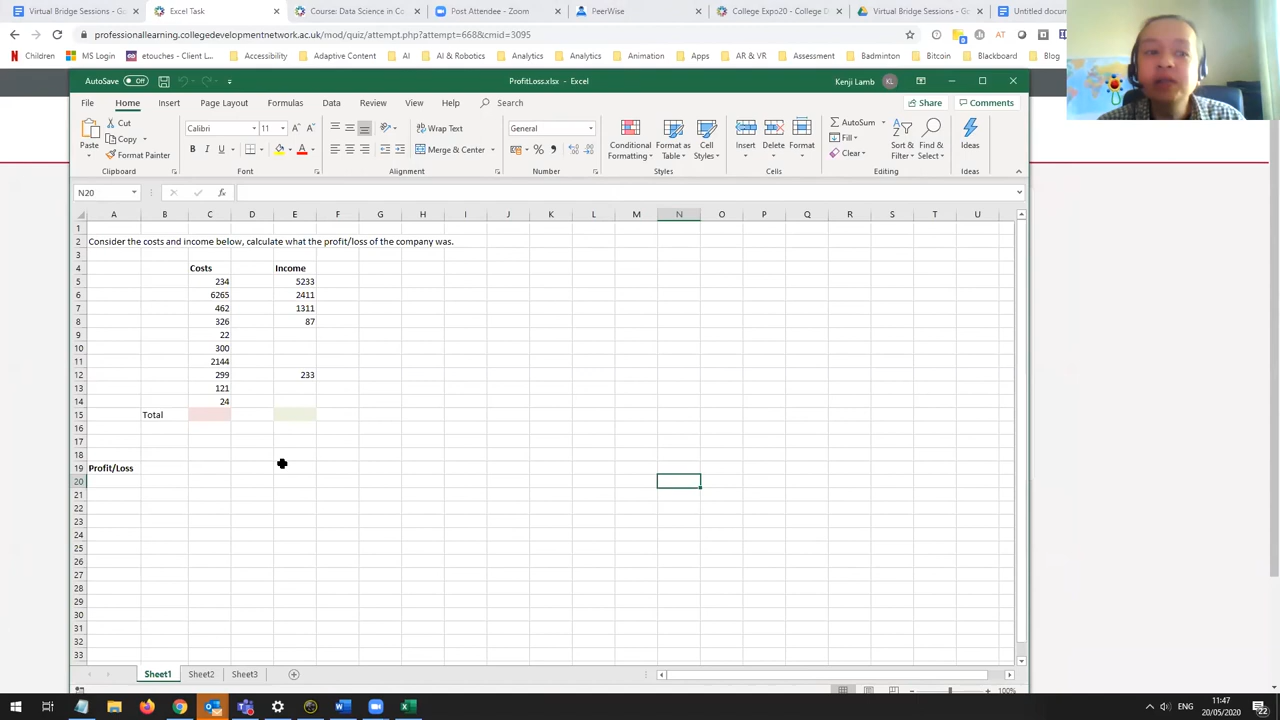 Virtual Bridge Sessions - Go
Excel Task
Course: Data Science in Co
Post Attendee - Zoom
PeerWise
College Expo20 - College D
Virtual Bridge Sessions - Go
Untitled docum
professionallearning.collegedevelopmentnetwork.ac.uk/mod/quiz/attempt.php?attempt=668&cmid=3095
Children
MS Login
etouches - Client L...
Accessibility
Adaptive Content
AI
AI & Robotics
Analytics
Analytics
Animation
Apps
AR & VR
Assessment
Badminton
Bitcoin
Blackboard
Blog
AutoSave
Off
ProfitLoss.xlsx - Excel
Kenji Lamb
KL
File
Home
Insert
Page Layout
Formulas
Data
Review
View
Help
Search
Share
Comments
Paste
Cut
Copy
Format Painter
Clipboard
Calibri
11
B I U
Font
Wrap Text
Merge & Center
Alignment
General
Number
Conditional Formatting
Format as Table
Cell Styles
Styles
Insert
Delete
Format
Cells
AutoSum
Fill
Clear
Sort & Filter
Find & Select
Editing
Ideas
Ideas
N20
fx
A B C D E F G H I J K L M N O P Q R S T U
1
2 Consider the costs and income below, calculate what the profit/loss of the company was.
3
4 Costs Income
5 234 5233
6 6265 2411
7 462 1311
8 326 87
9 22
10 300
11 2144
12 299 233
13 121
14 24
15 Total
16
17
18
19 Profit/Loss
20
21
22
23
24
25
26
27
28
29
30
31
32
33
Sheet1
Sheet2
Sheet3
100%
ENG
11:47
20/05/2020
22